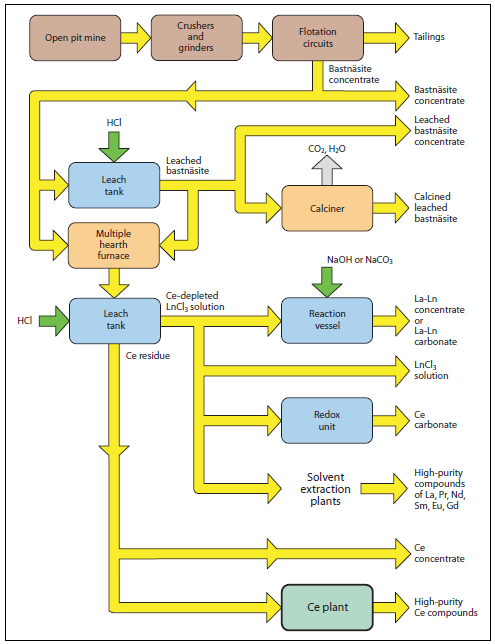 Open pit mine
Crushers
and
grinders
Flotation
circuits
Tailings
Bastnäsite
concentrate
Bastnäsite
concentrate
HCl
Leached
bastnäsite
concentrate
CO₂, H₂O
Leached
bastnäsite
Leach
tank
Calciner
Calcined
leached
bastnäsite
Multiple
hearth
furnace
NaOH or NaCO₃
Ce-depleted
LnCl₃ solution
HCl
Leach
tank
Reaction
vessel
La-Ln
concentrate
or
La-Ln
carbonate
Ce residue
LnCl₃
solution
Redox
unit
Ce
carbonate
Solvent
extraction
plants
High-purity
compounds
of La, Pr, Nd,
Sm, Eu, Gd
Ce
concentrate
Ce plant
High-purity
Ce compounds